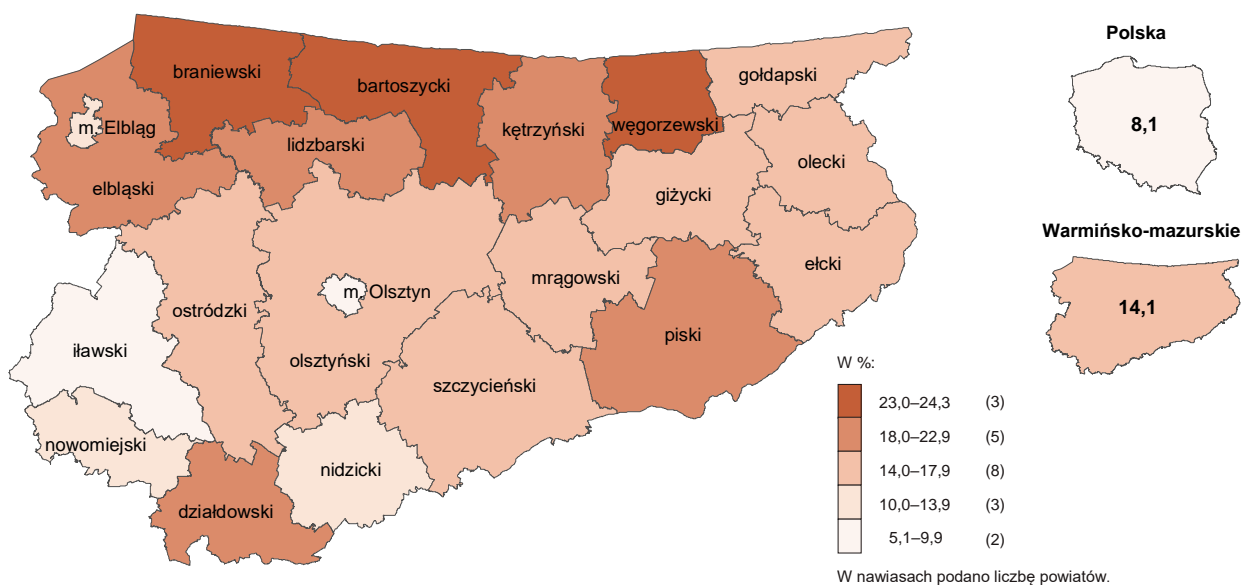 Polska
8,1
Warmińsko-mazurskie
14,1
braniewski
bartoszycki
gołdapski
m. Elbląg
kętrzyński
węgorzewski
lidzbarski
olecki
elbląski
giżycki
ełcki
mrągowski
m. Olsztyn
ostródzki
piski
iławski
olsztyński
szczycieński
nowomiejski
nidzicki
działdowski
W %:
23,0–24,3 (3)
18,0–22,9 (5)
14,0–17,9 (8)
10,0–13,9 (3)
5,1–9,9 (2)
W nawiasach podano liczbę powiatów.